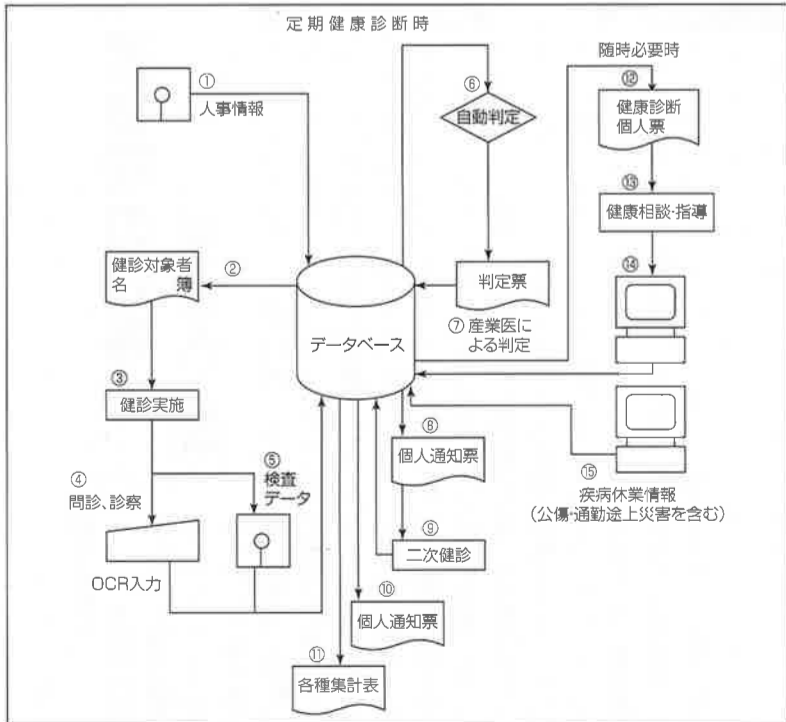 定期健康診断時
①
人事情報
⑥
自動判定
随時必要時
⑫
健康診断
個人票
⑬
健康相談・指導
⑭
②
健診対象者
名 簿
データベース
判定票
⑦産業医に
よる判定
③
健診実施
⑧
個人通知票
④
問診、診察
⑤
検査
データ
⑮
疾病休業情報
(公傷・通勤途上災害を含む)
⑨
二次健診
OCR入力
⑩
個人通知票
⑪
各種集計表